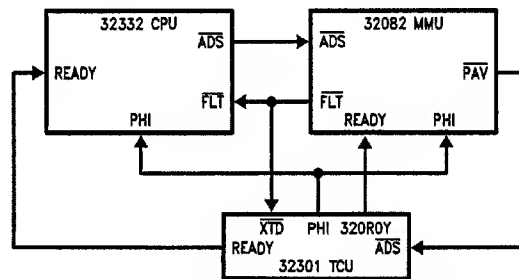 32332 CPU
ADS
READY
FLT
PHI
32082 MMU
ADS
PAV
FLT
READY PHI
XTD PHI 320RDY
READY
ADS
32301 TCU